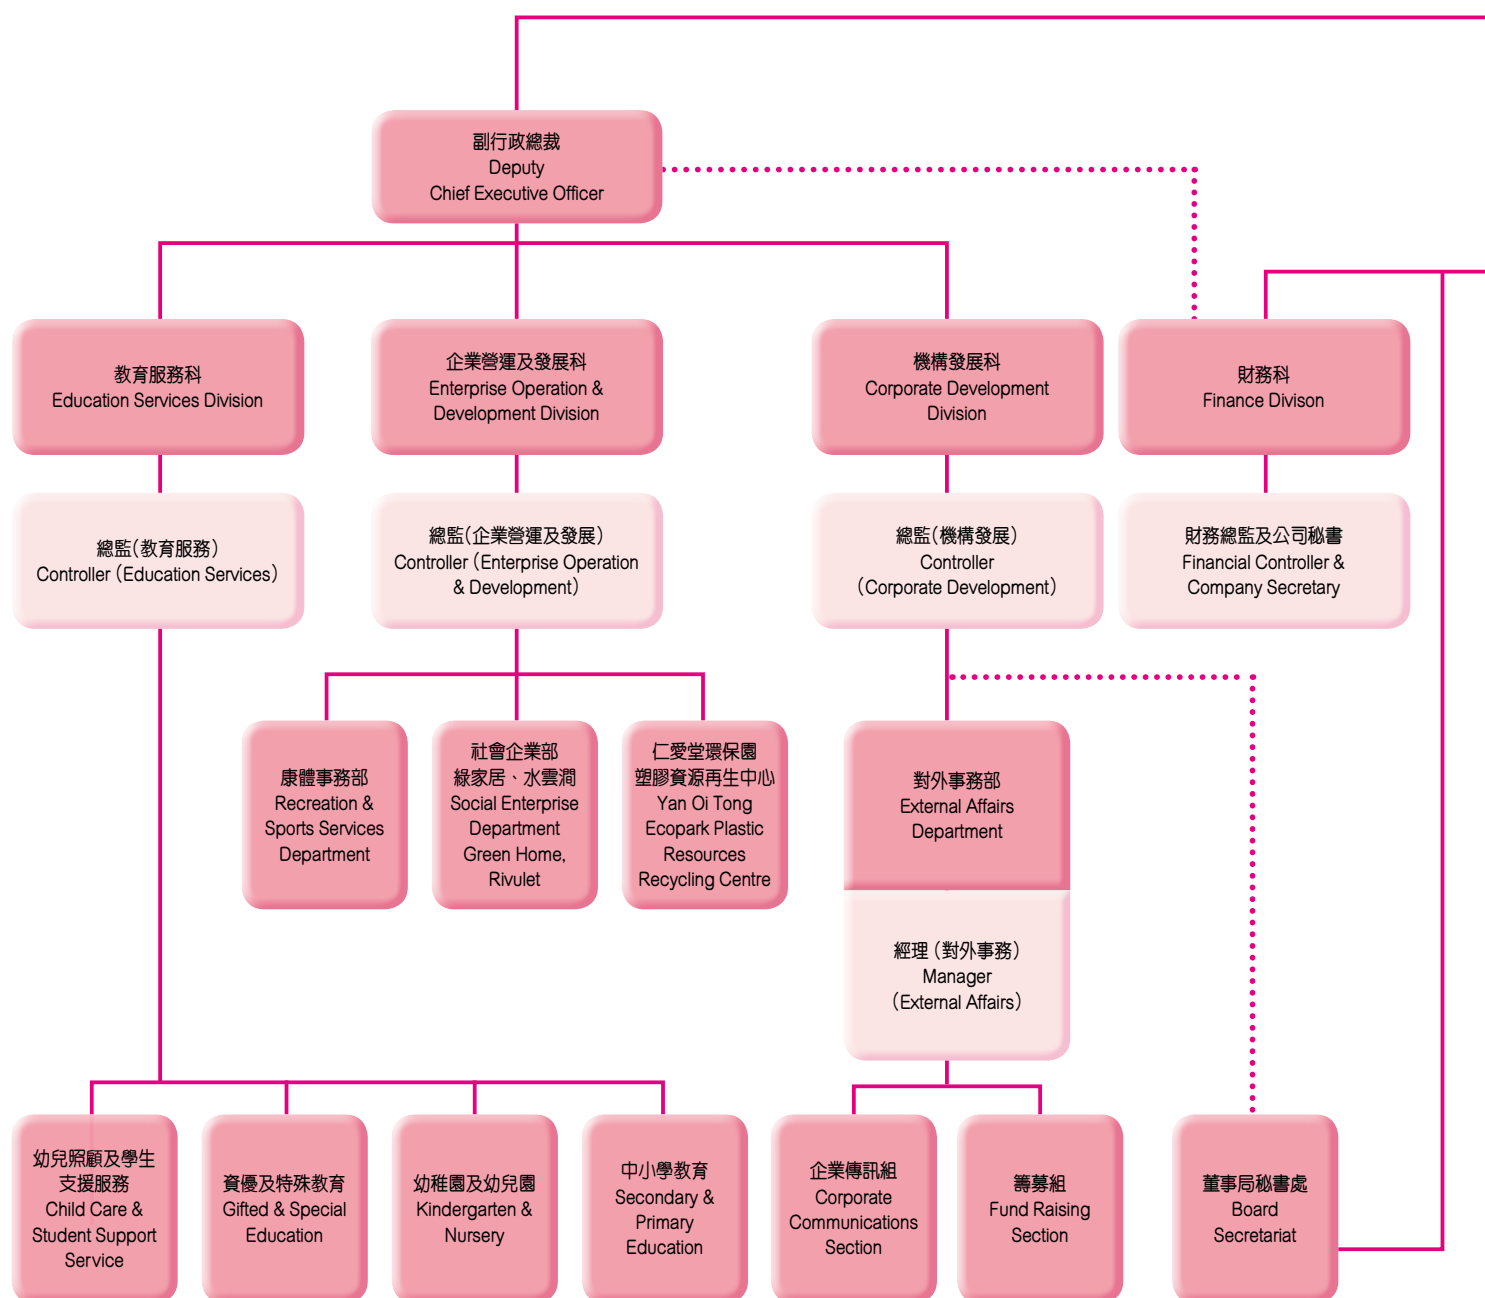 副行政總裁
Deputy
Chief Executive Officer
教育服務科
Education Services Division
企業營運及發展科
Enterprise Operation &
Development Division
機構發展科
Corporate Development
Division
財務科
Finance Divison
總監(教育服務)
Controller (Education Services)
總監(企業營運及發展)
Controller (Enterprise Operation
& Development)
總監(機構發展)
Controller
(Corporate Development)
財務總監及公司秘書
Financial Controller &
Company Secretary
康體事務部
Recreation &
Sports Services
Department
社會企業部
綠家居、水雲澗
Social Enterprise
Department
Green Home,
Rivulet
仁愛堂環保園
塑膠資源再生中心
Yan Oi Tong
Ecopark Plastic
Resources
Recycling Centre
對外事務部
External Affairs
Department
經理(對外事務)
Manager
(External Affairs)
幼兒照顧及學生
支援服務
Child Care &
Student Support
Service
資優及特殊教育
Gifted & Special
Education
幼稚園及幼兒園
Kindergarten &
Nursery
中小學教育
Secondary &
Primary
Education
企業傳訊組
Corporate
Communications
Section
籌募組
Fund Raising
Section
董事局秘書處
Board
Secretariat